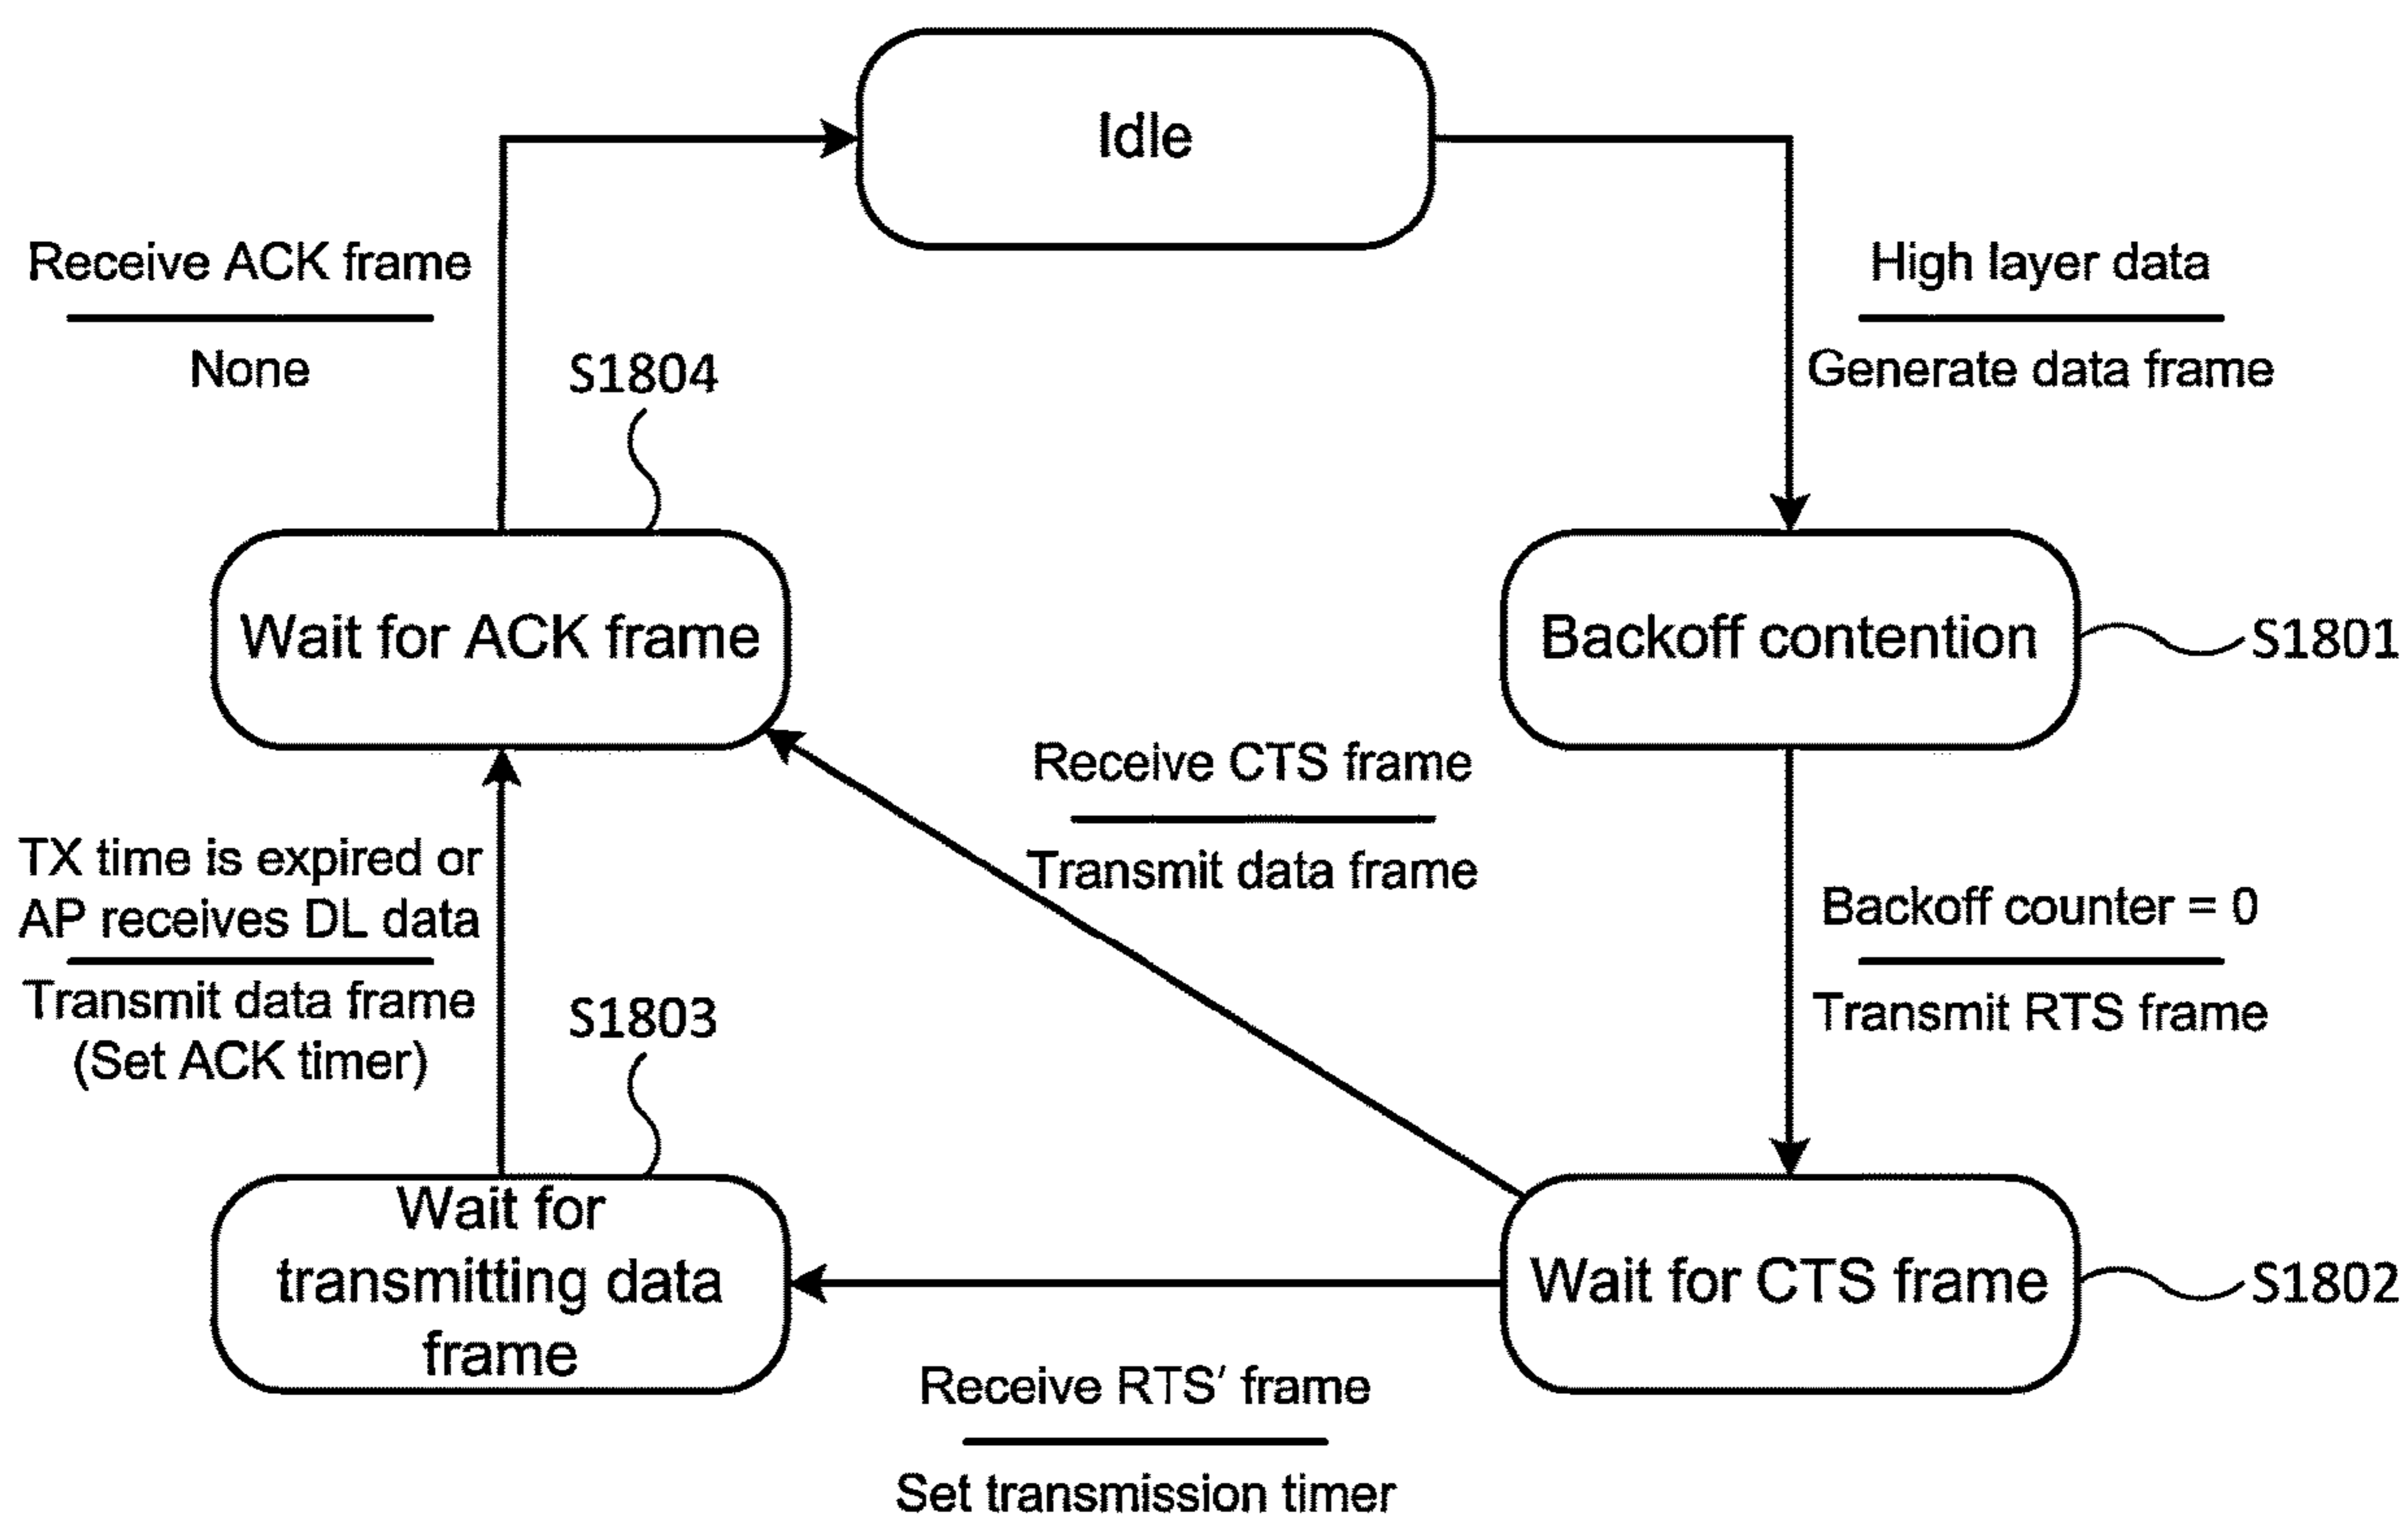 Idle
Receive ACK frame
None
High layer data
Generate data frame
S1804
Wait for ACK frame
Backoff contention
S1801
Receive CTS frame
Transmit data frame
TX time is expired or
AP receives DL data
Transmit data frame
(Set ACK timer)
Backoff counter = 0
Transmit RTS frame
S1803
Wait for
transmitting data
frame
Wait for CTS frame
S1802
Receive RTS′ frame
Set transmission timer